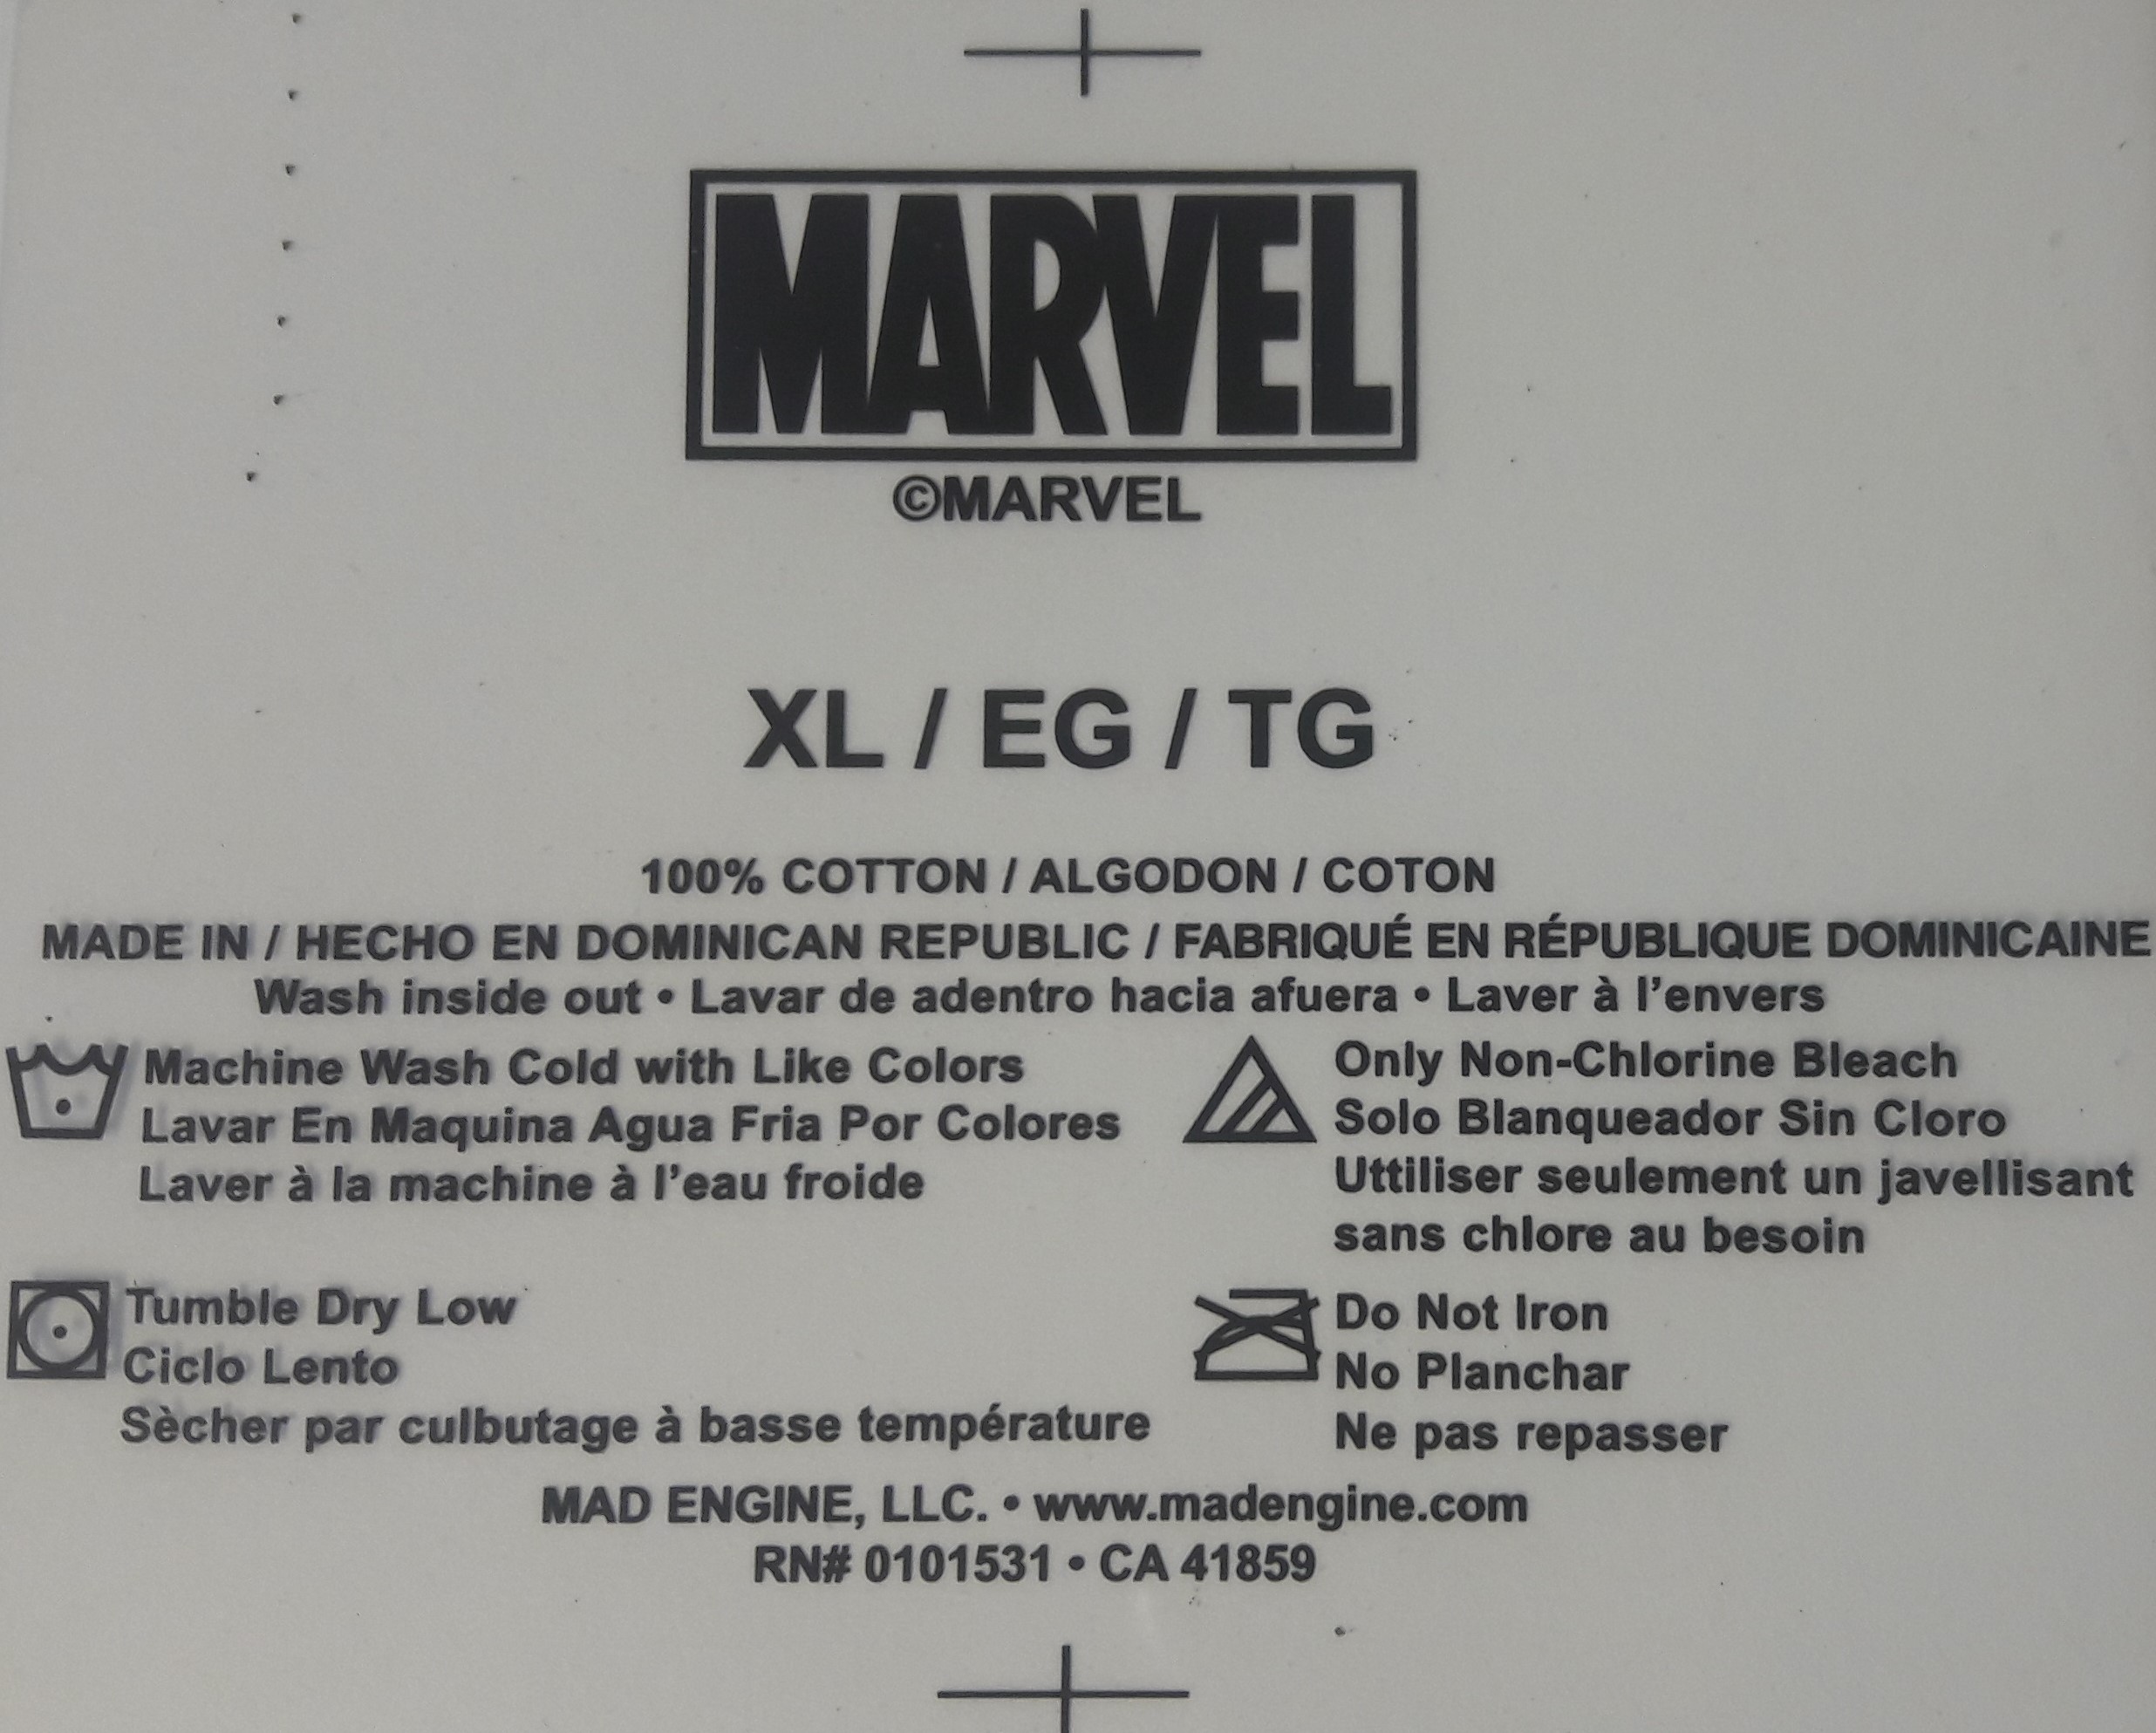 MARVEL
©MARVEL
XL / EG / TG
100% COTTON / ALGODON / COTON
MADE IN / HECHO EN DOMINICAN REPUBLIC / FABRIQUÉ EN RÉPUBLIQUE DOMINICAINE
Wash inside out • Lavar de adentro hacia afuera • Laver à l'envers
Machine Wash Cold with Like Colors
Lavar En Maquina Agua Fria Por Colores
Laver à la machine à l'eau froide
Only Non-Chlorine Bleach
Solo Blanqueador Sin Cloro
Uttiliser seulement un javellisant
sans chlore au besoin
Tumble Dry Low
Ciclo Lento
Sècher par culbutage à basse température
Do Not Iron
No Planchar
Ne pas repasser
MAD ENGINE, LLC. • www.madengine.com
RN# 0101531 • CA 41859